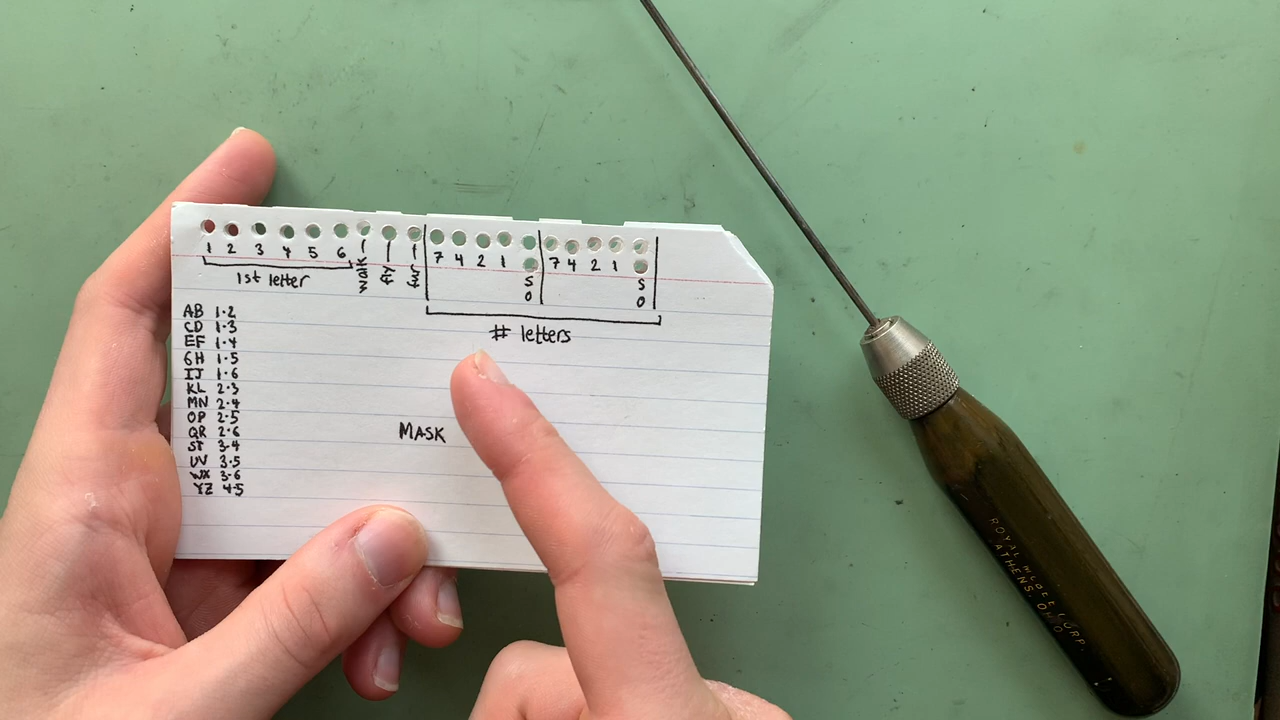 1 2 3 4 5 6 walk fly fur 7 4 2 1 7 4 2 1
1st letter
S S
O O
# letters
AB 1·2
CD 1·3
EF 1·4
GH 1·5
IJ 1·6
KL 2·3
MN 2·4
OP 2·5
QR 2·6
ST 3·4
UV 3·5
WX 3·6
YZ 4·5
MASK
ROYAL CORP.
ATHENS, OHIO